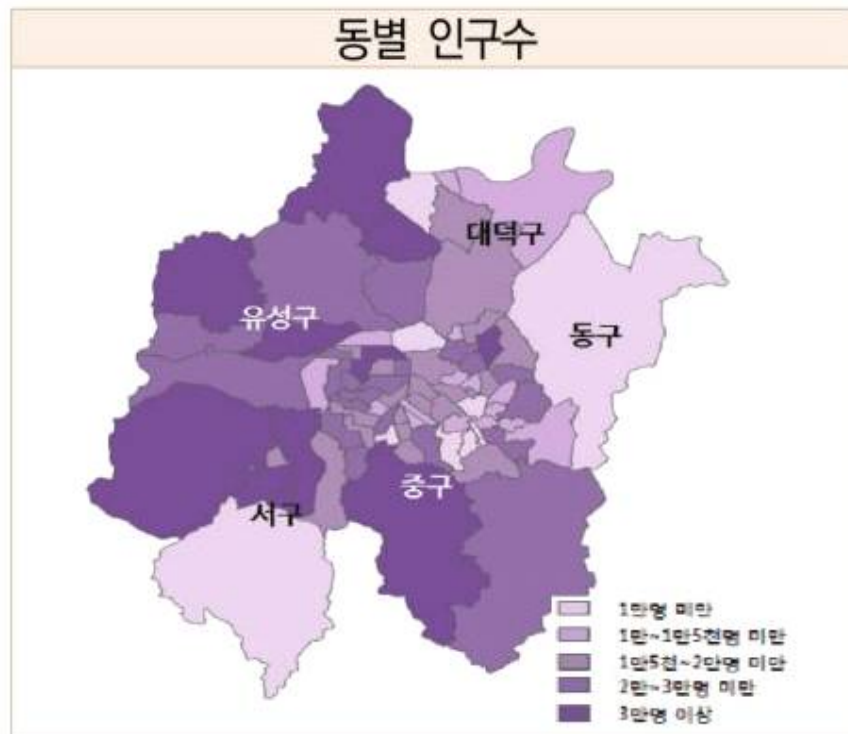 동별 인구수
대덕구
유성구
동구
중구
서구
1만명 미만
1만~1만5천명 미만
1만5천~2만명 미만
2만~3만명 미만
3만명 이상